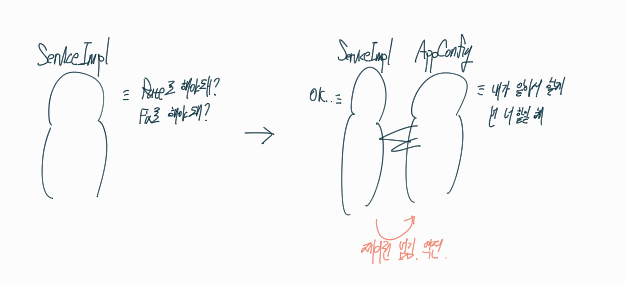 ServiceImpl
Rate로 해야돼?
Fix로 해야돼?
ServiceImpl
AppConfig
OK..
내가 알아서 할게
넌 너 할일 해
제어권 넘김. 역전.